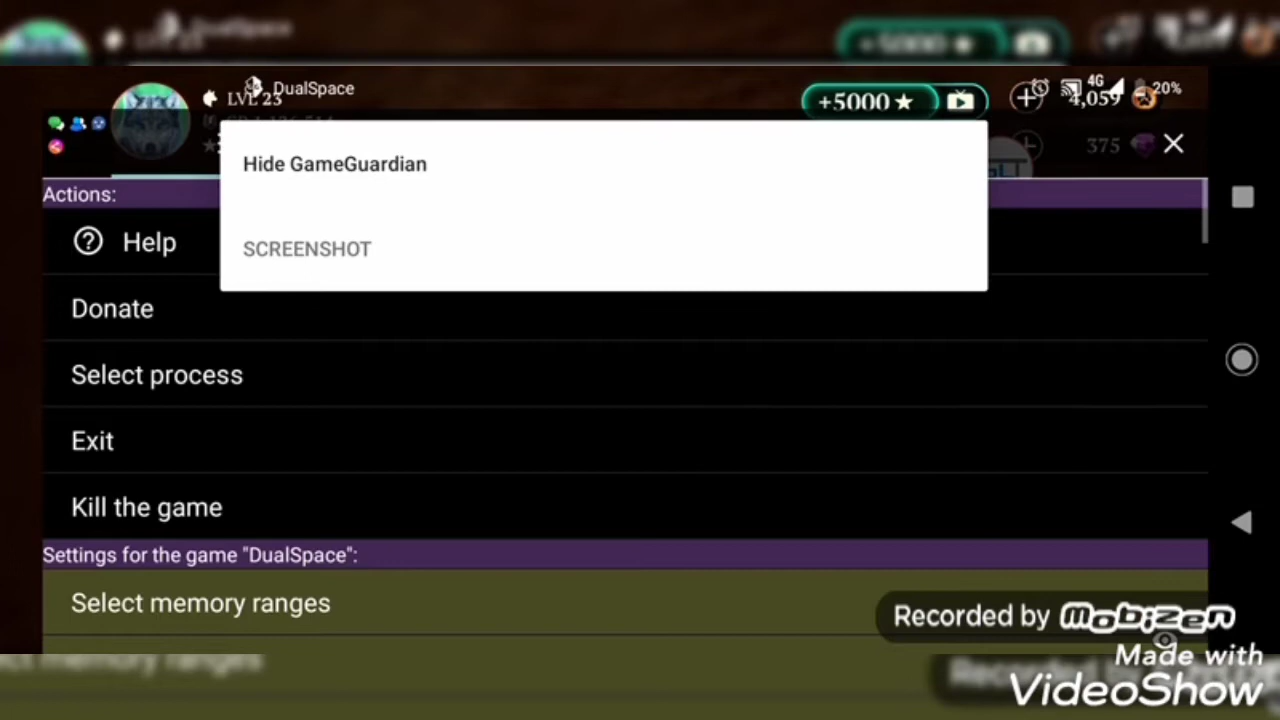 DualSpace
LVL 23
+5000
4G
20%
4,059
375
Hide GameGuardian
SCREENSHOT
Actions:
Help
Donate
Select process
Exit
Kill the game
Settings for the game "DualSpace":
Select memory ranges
Recorded by mobizen
Made with
VideoShow